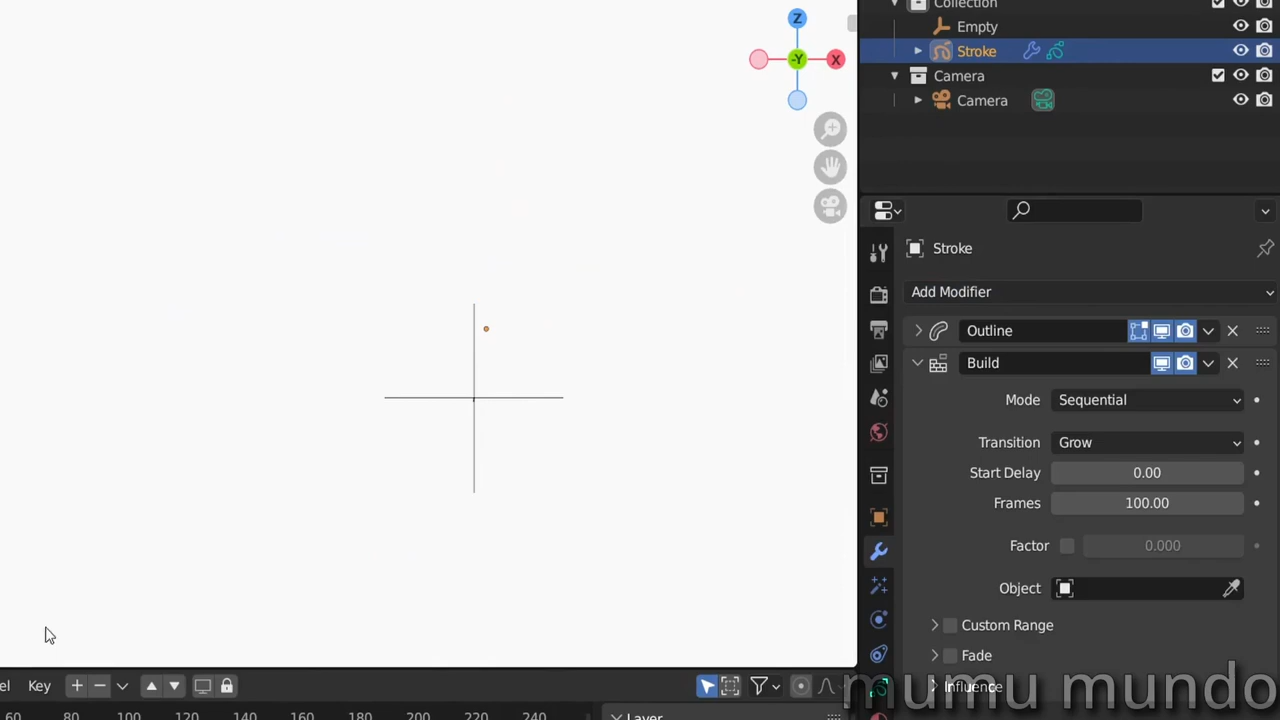 Collection
Empty
Stroke
Camera
Camera
Z
-Y
X
Stroke
Add Modifier
Outline
Build
Mode Sequential
Transition Grow
Start Delay 0.00
Frames 100.00
Factor 0.000
Object
Custom Range
Fade
Influence
mumu mundo
el Key
60 80 100 120 140 160 180 200 220 240
Layer